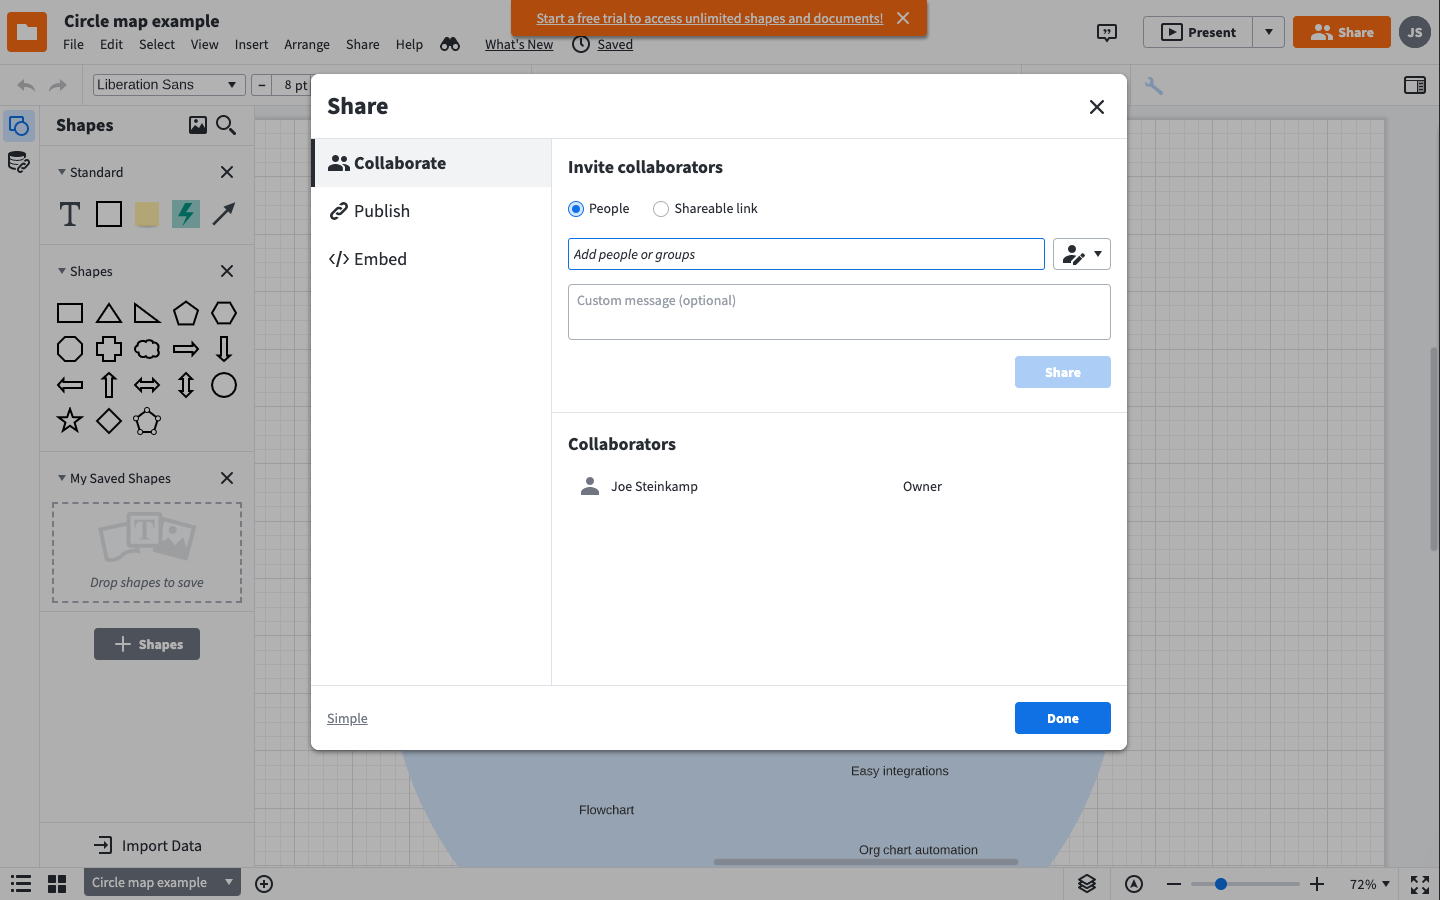 Circle map example
Start a free trial to access unlimited shapes and documents!
File Edit Select View Insert Arrange Share Help What's New Saved
Present
Share
JS
Liberation Sans
8 pt
Shapes
Standard
T
Shapes
My Saved Shapes
T
Drop shapes to save
Shapes
Import Data
Share
Collaborate
Publish
Embed
Invite collaborators
People
Shareable link
Add people or groups
Custom message (optional)
Share
Collaborators
Joe Steinkamp
Owner
Simple
Done
Easy integrations
Flowchart
Org chart automation
Circle map example
72%